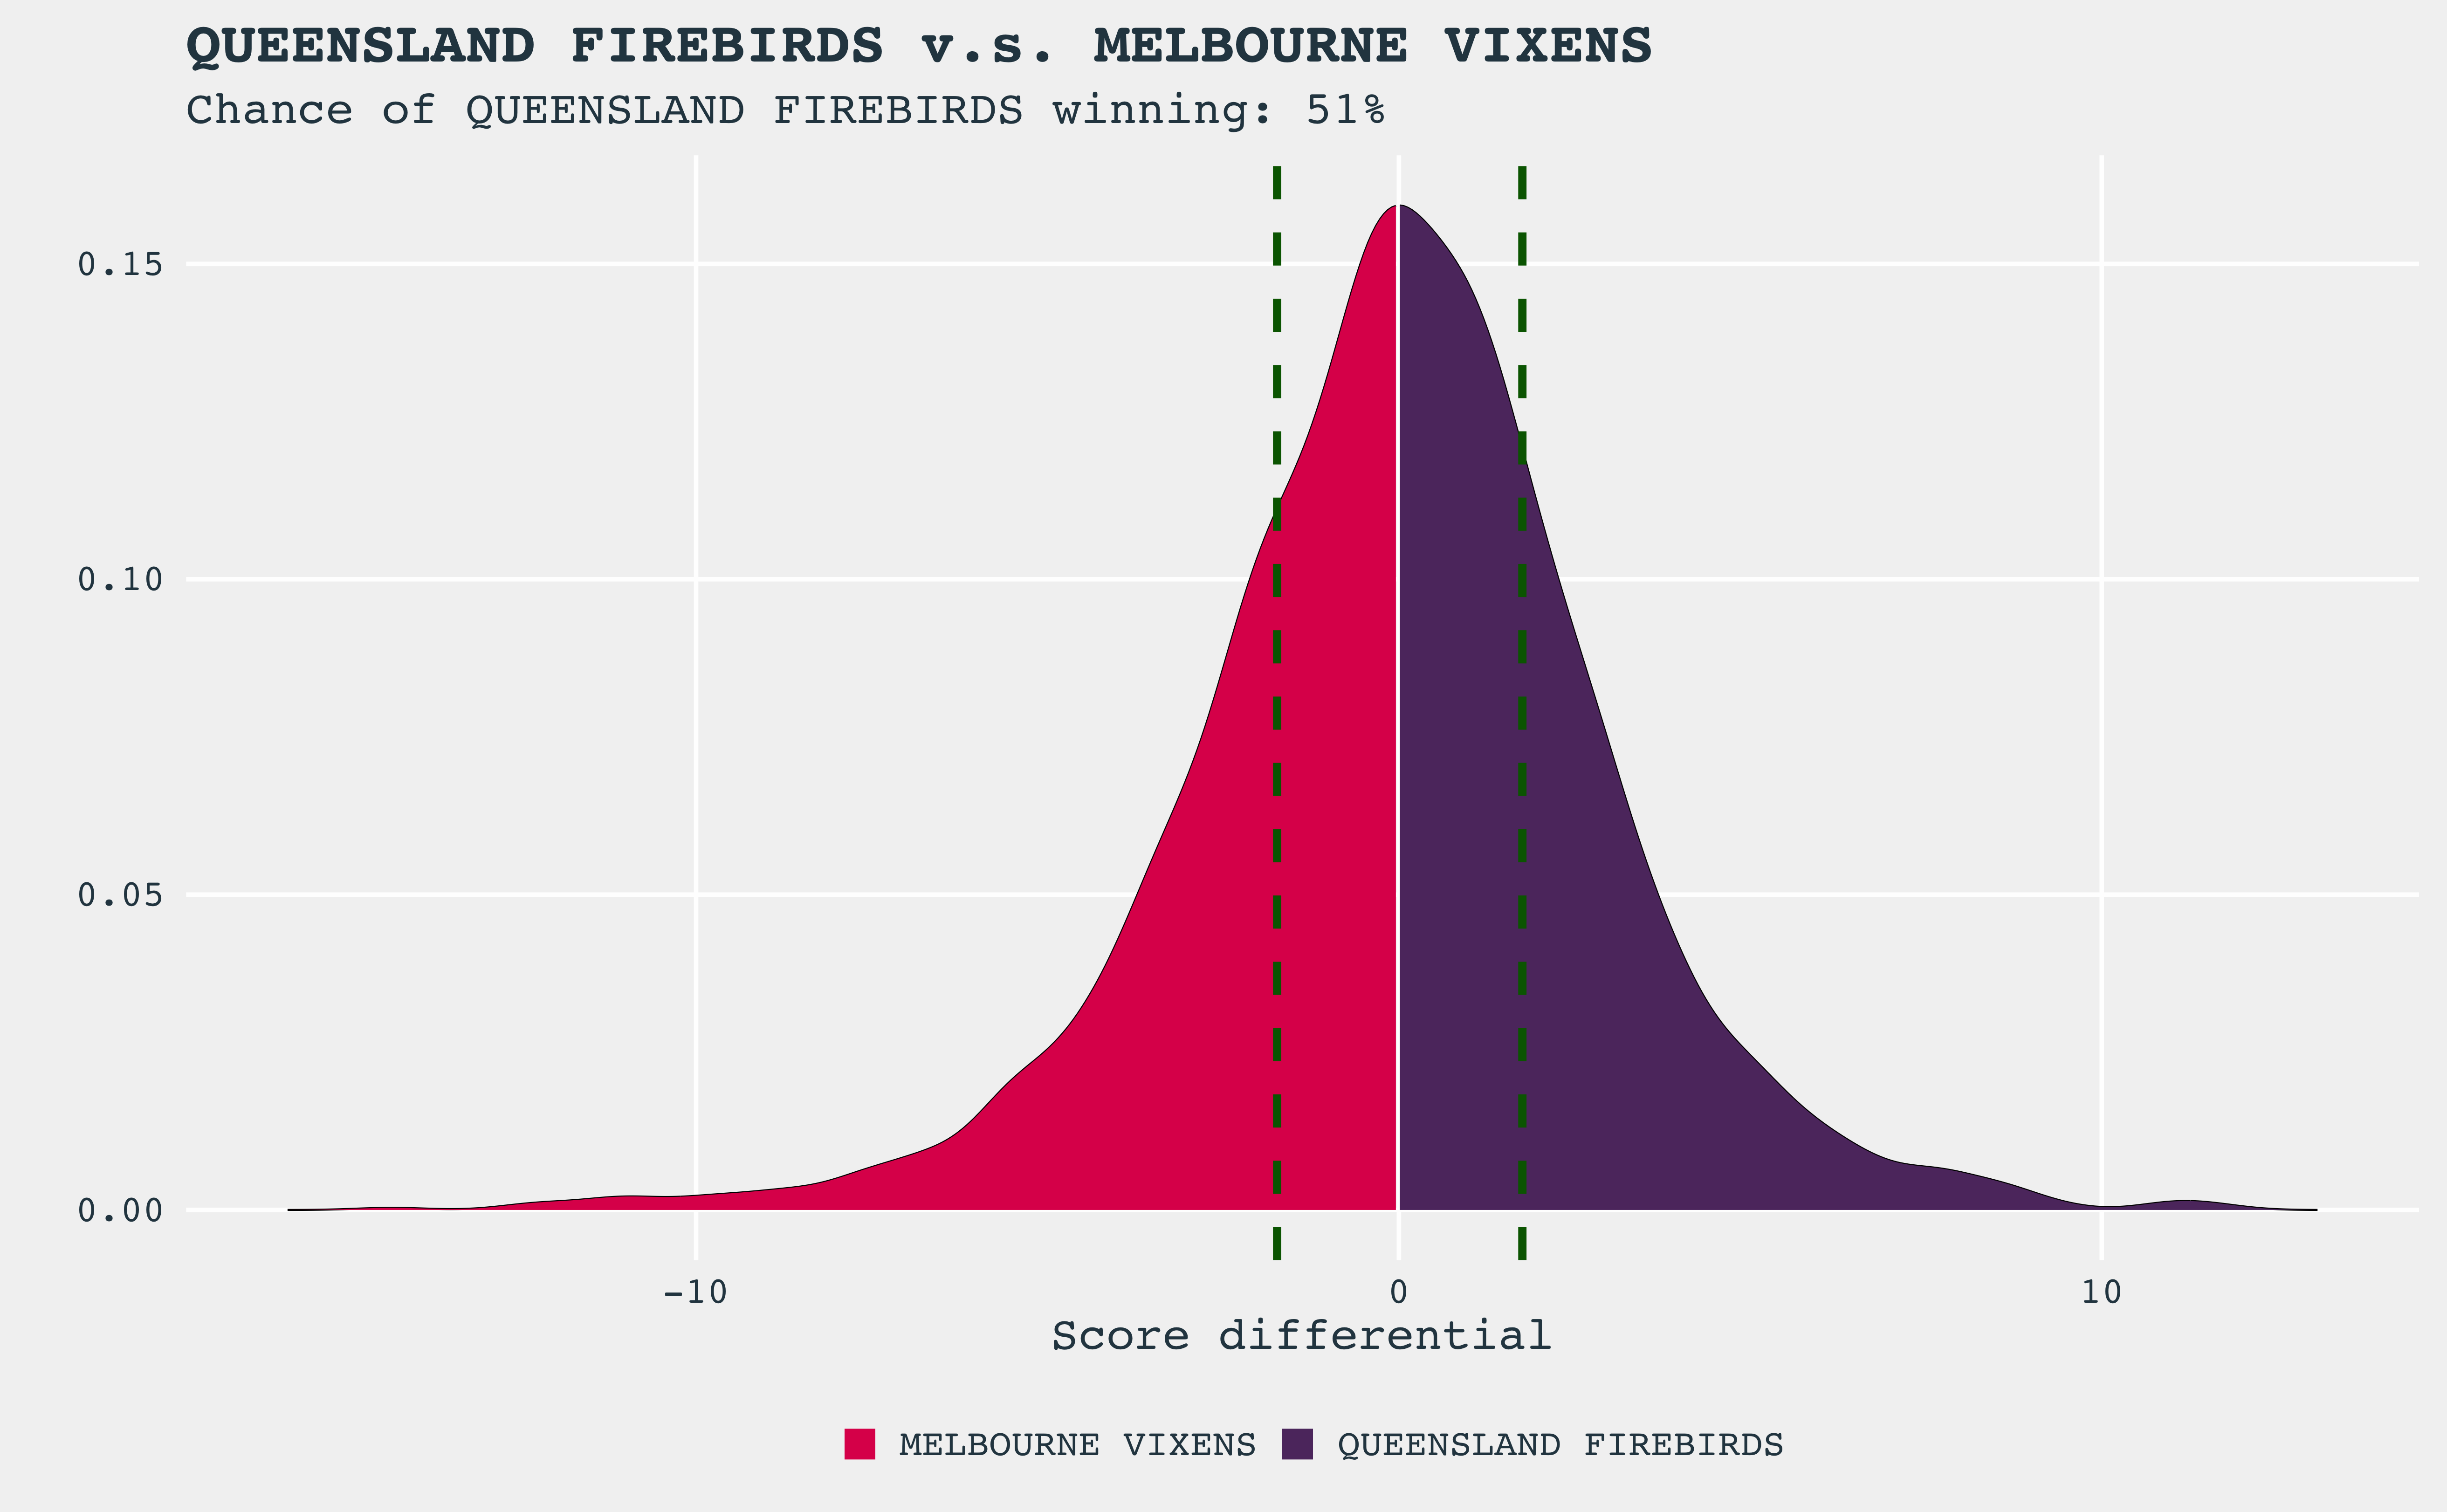 QUEENSLAND FIREBIRDS v.s. MELBOURNE VIXENS
Chance of QUEENSLAND FIREBIRDS winning: 51%
0.15
0.10
0.05
0.00
-10 0 10
Score differential
MELBOURNE VIXENS QUEENSLAND FIREBIRDS